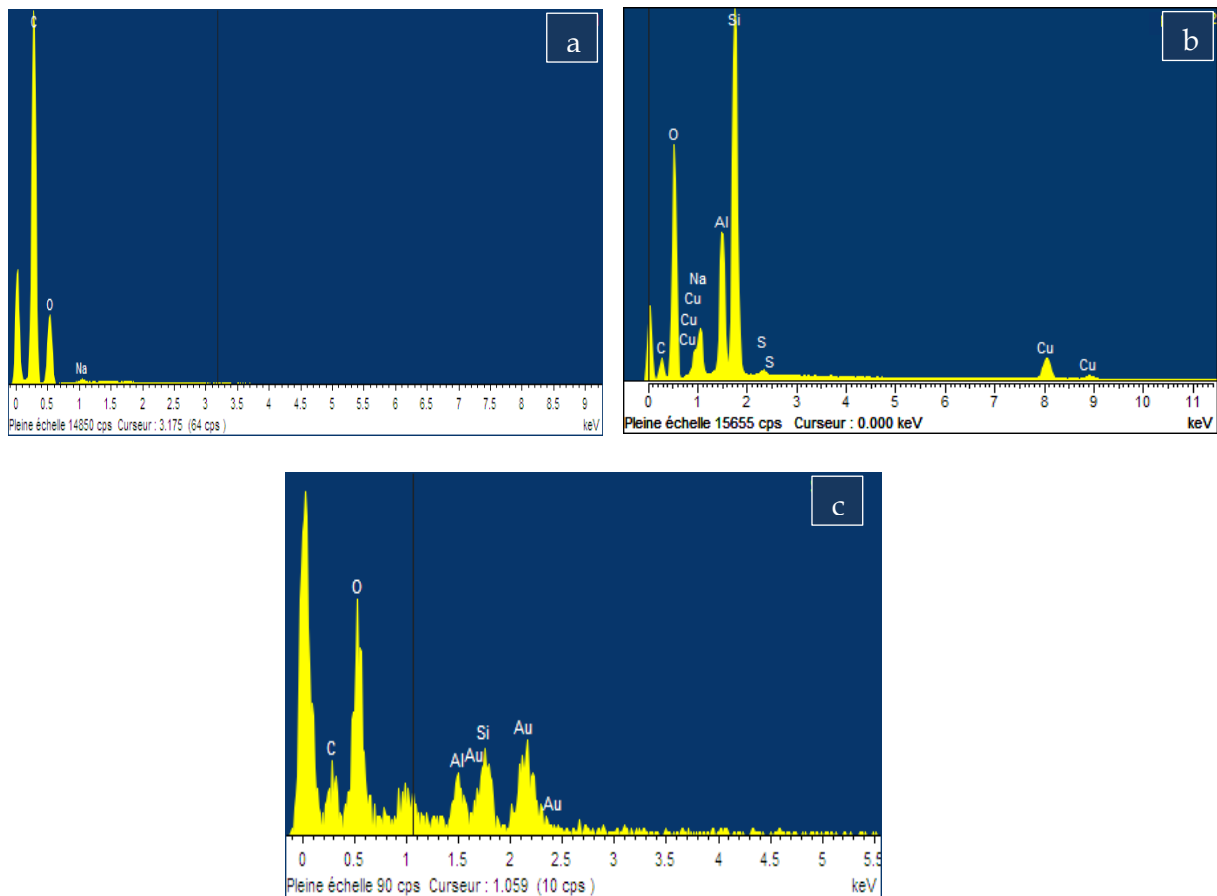 a
C
O
Na
0 0.5 1 1.5 2 2.5 3 3.5 4 4.5 5 5.5 6 6.5 7 7.5 8 8.5 9
Pleine échelle 14850 cps Curseur : 3.175 (64 cps ) keV
b
Si
O
Al
Na
Cu
Cu
C Cu
S
S
Cu
Cu
0 1 2 3 4 5 6 7 8 9 10 11
Pleine échelle 15655 cps Curseur : 0.000 keV keV
c
O
C
Al
Au
Si
Au
Au
0 0.5 1 1.5 2 2.5 3 3.5 4 4.5 5 5.5
Pleine échelle 90 cps Curseur : 1.059 (10 cps ) keV